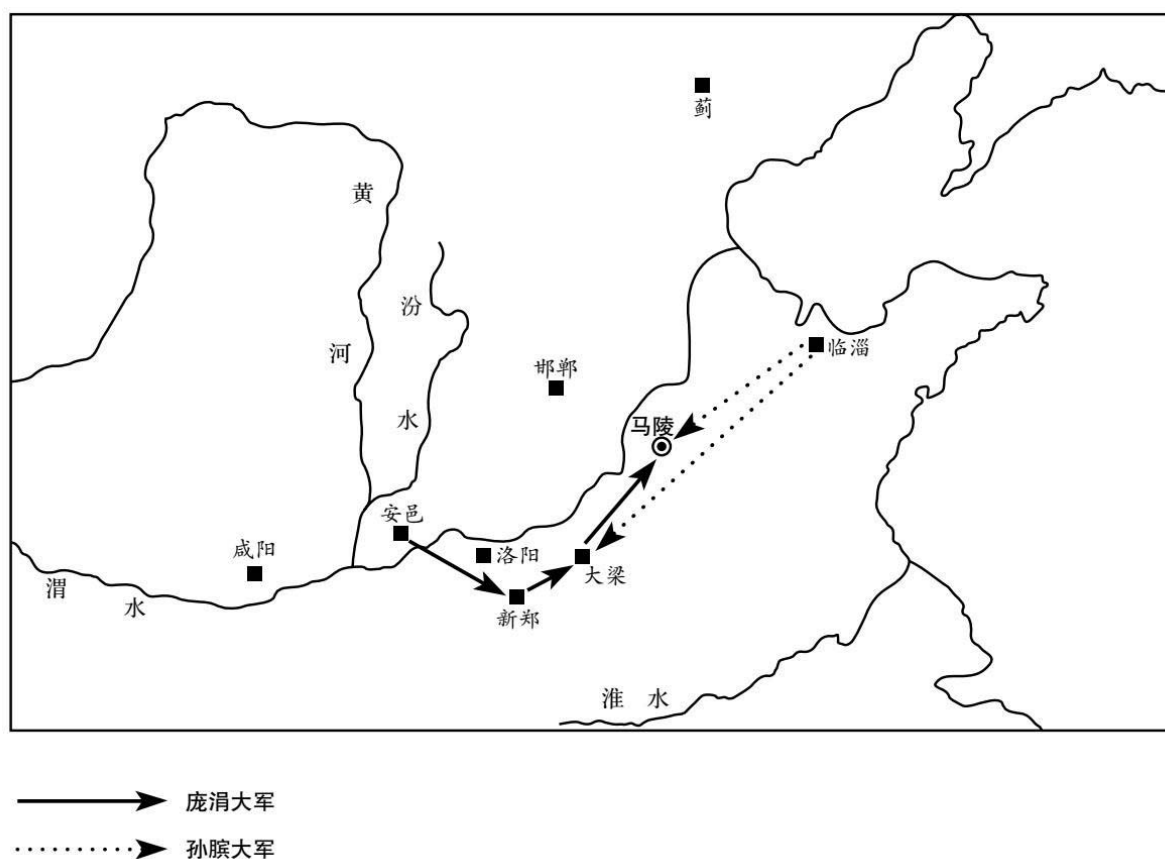 蓟
黄
汾
河
临淄
邯郸
水
马陵
安邑
咸阳
洛阳
大梁
渭
水
新郑
淮水
庞涓大军
孙膑大军